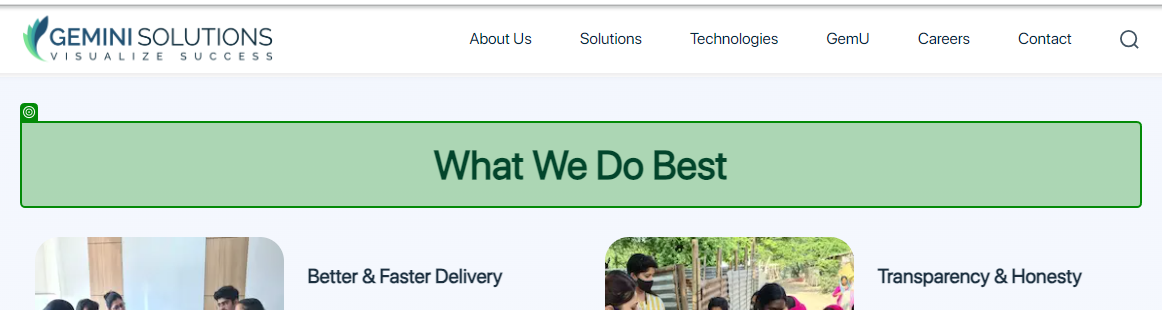 GEMINI SOLUTIONS
VISUALIZE SUCCESS
About Us Solutions Technologies GemU Careers Contact
What We Do Best
Better & Faster Delivery
Transparency & Honesty